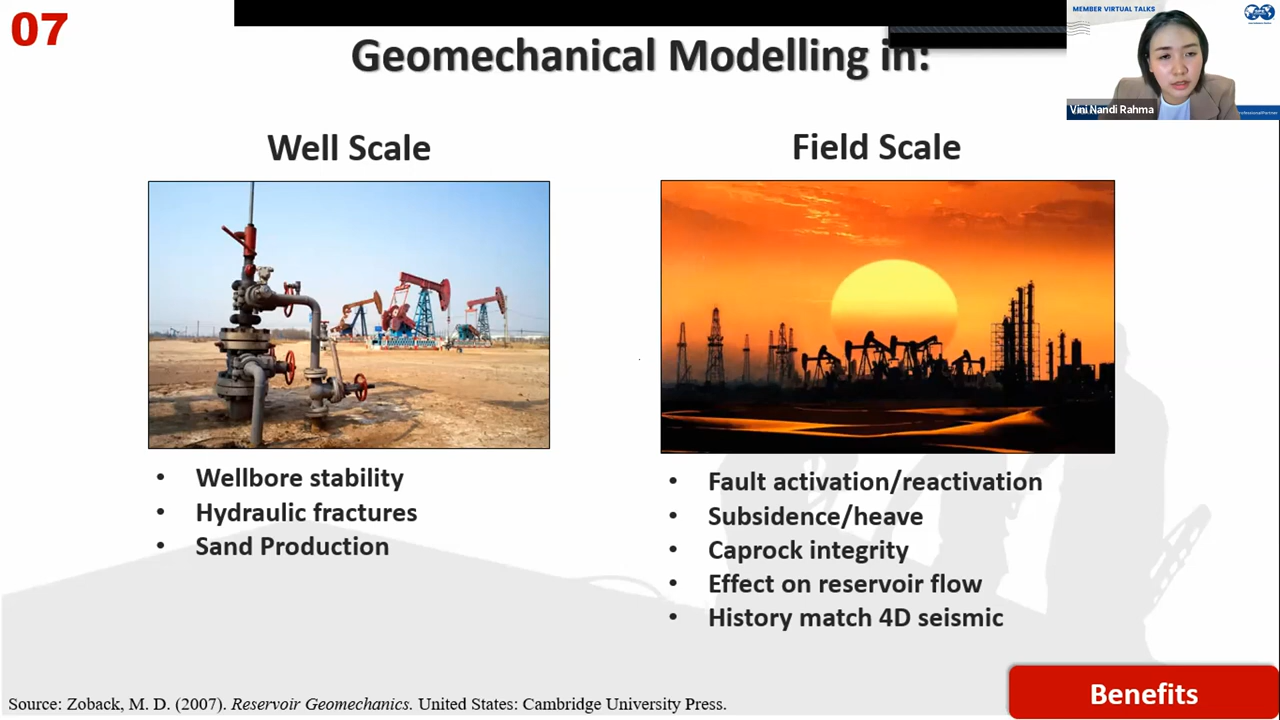 07
MEMBER VIRTUAL TALKS
Geomechanical Modelling in:
Vini Nandi Rahma
Well Scale
Field Scale
• Wellbore stability
• Hydraulic fractures
• Sand Production
• Fault activation/reactivation
• Subsidence/heave
• Caprock integrity
• Effect on reservoir flow
• History match 4D seismic
Benefits
Source: Zoback, M. D. (2007). Reservoir Geomechanics. United States: Cambridge University Press.